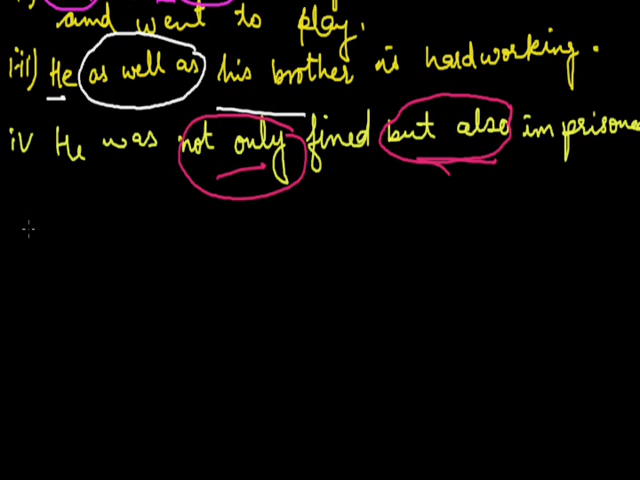 and went to play.
iii) He as well as his brother is hardworking.
iv He was not only fined but also imprisone